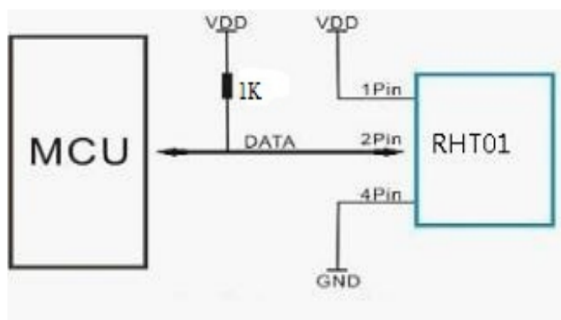 VDD
VDD
1K
1Pin
MCU
DATA
2Pin
RHT01
4Pin
GND